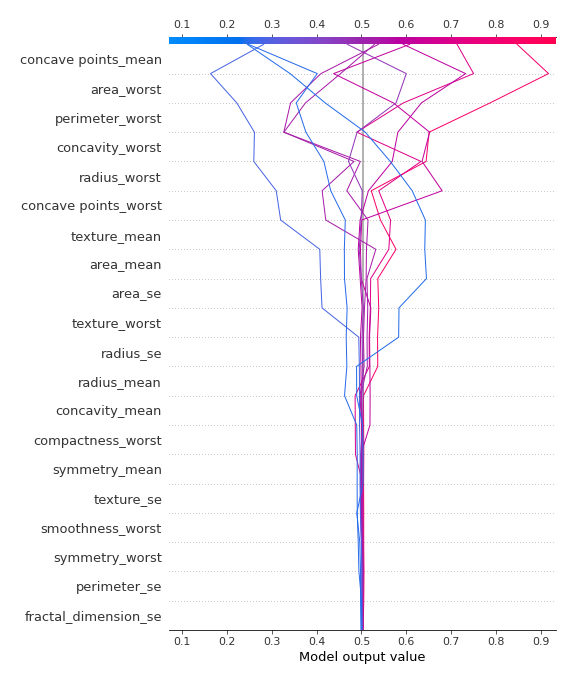 0.1 0.2 0.3 0.4 0.5 0.6 0.7 0.8 0.9
concave points_mean
area_worst
perimeter_worst
concavity_worst
radius_worst
concave points_worst
texture_mean
area_mean
area_se
texture_worst
radius_se
radius_mean
concavity_mean
compactness_worst
symmetry_mean
texture_se
smoothness_worst
symmetry_worst
perimeter_se
fractal_dimension_se
0.1 0.2 0.3 0.4 0.5 0.6 0.7 0.8 0.9
Model output value